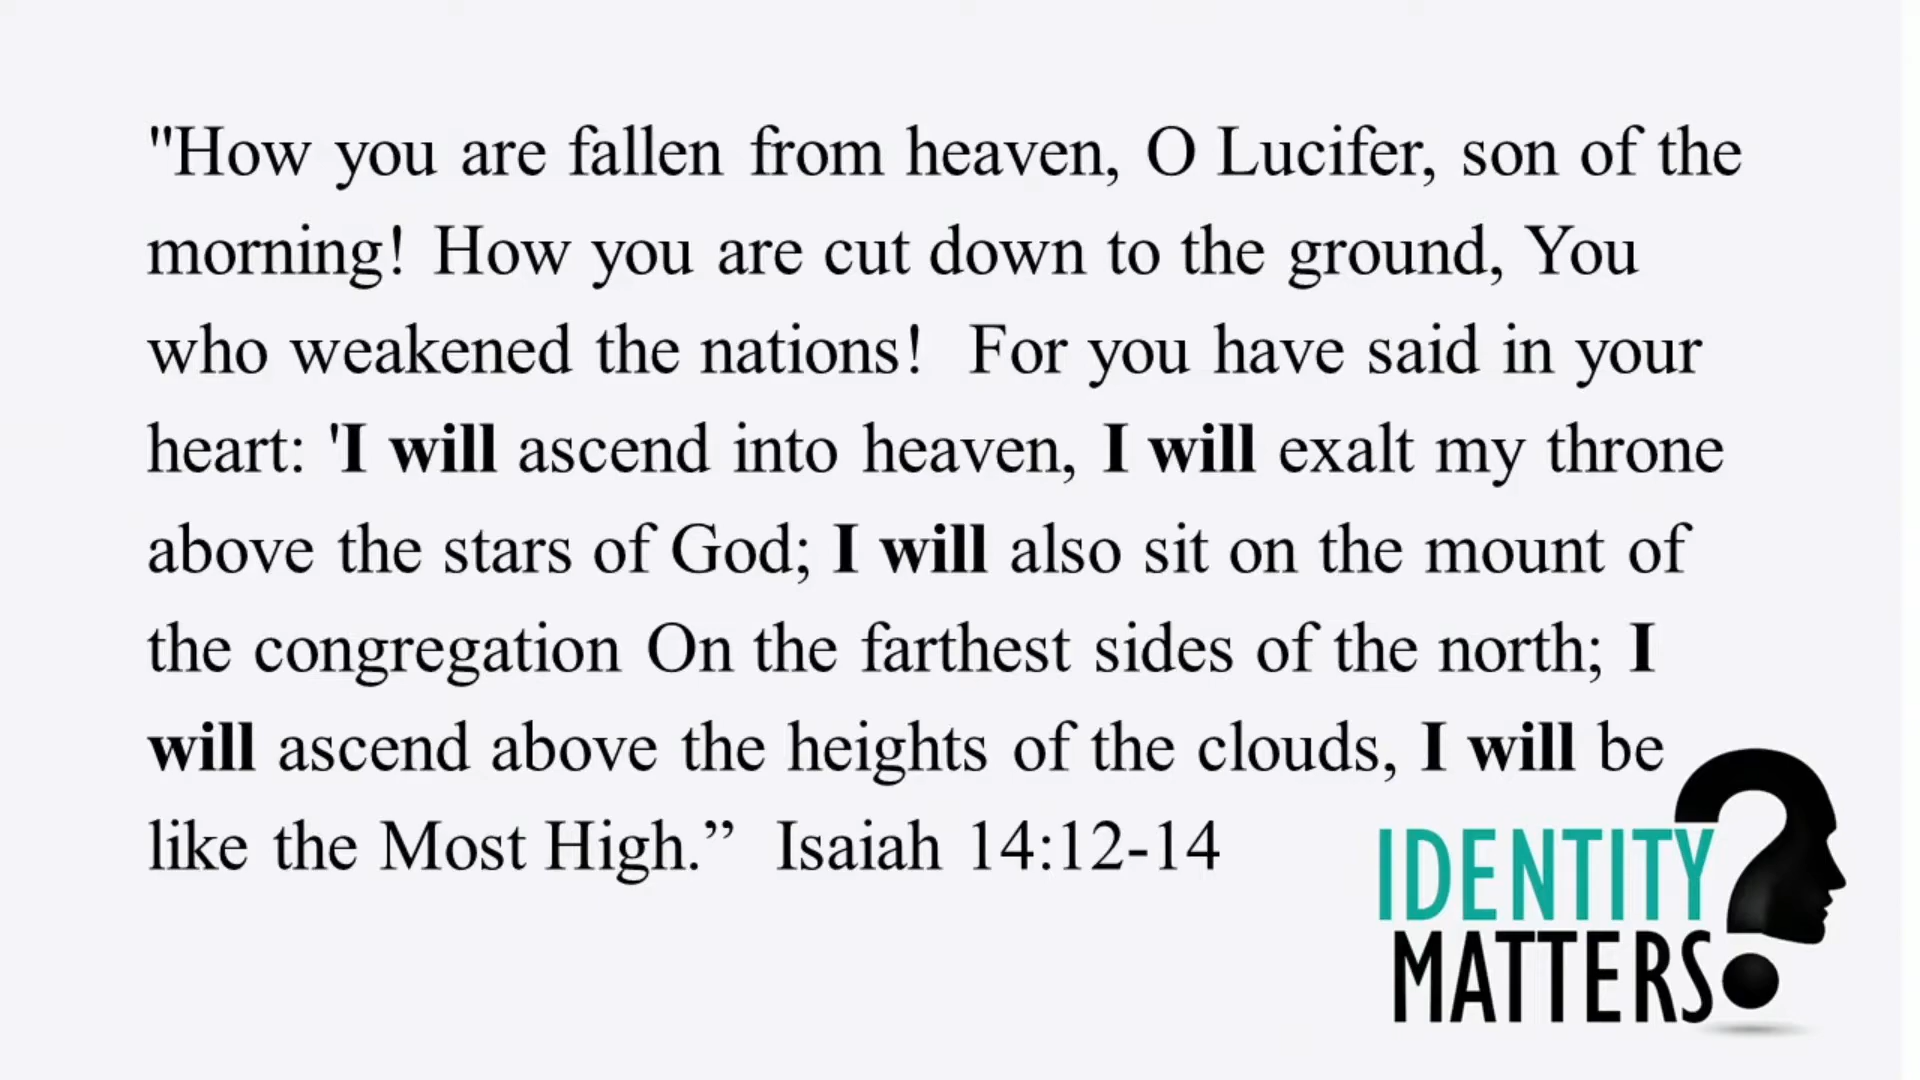 "How you are fallen from heaven, O Lucifer, son of the
morning! How you are cut down to the ground, You
who weakened the nations! For you have said in your
heart: 'I will ascend into heaven, I will exalt my throne
above the stars of God; I will also sit on the mount of
the congregation On the farthest sides of the north; I
will ascend above the heights of the clouds, I will be
like the Most High.” Isaiah 14:12-14
IDENTITY
MATTERS